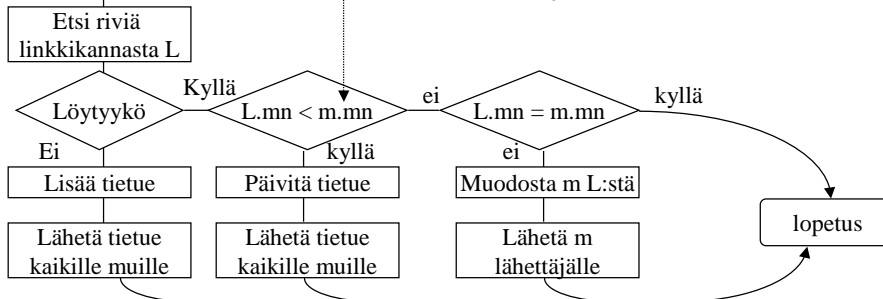 Etsi riviä
linkkikannasta L
Löytyykö
Kyllä
L.mn < m.mn
ei
L.mn = m.mn
kyllä
Ei
kyllä
ei
Lisää tietue
Päivitä tietue
Muodosta m L:stä
Lähetä tietue
kaikille muille
Lähetä tietue
kaikille muille
Lähetä m
lähettäjälle
lopetus